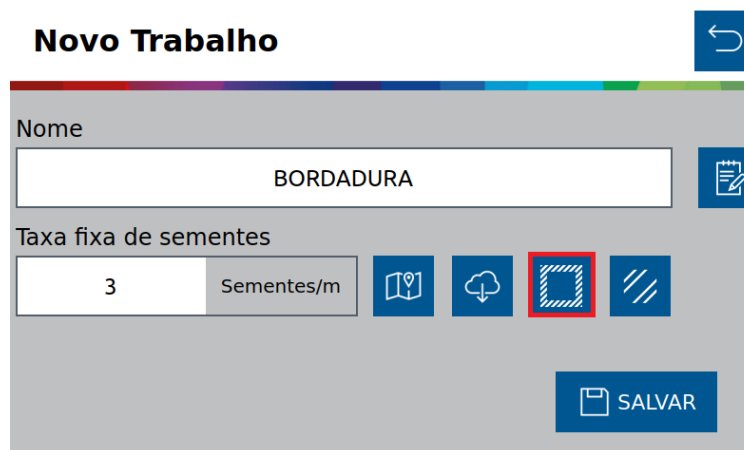 Novo Trabalho
Nome
BORDADURA
Taxa fixa de sementes
3 Sementes/m
SALVAR